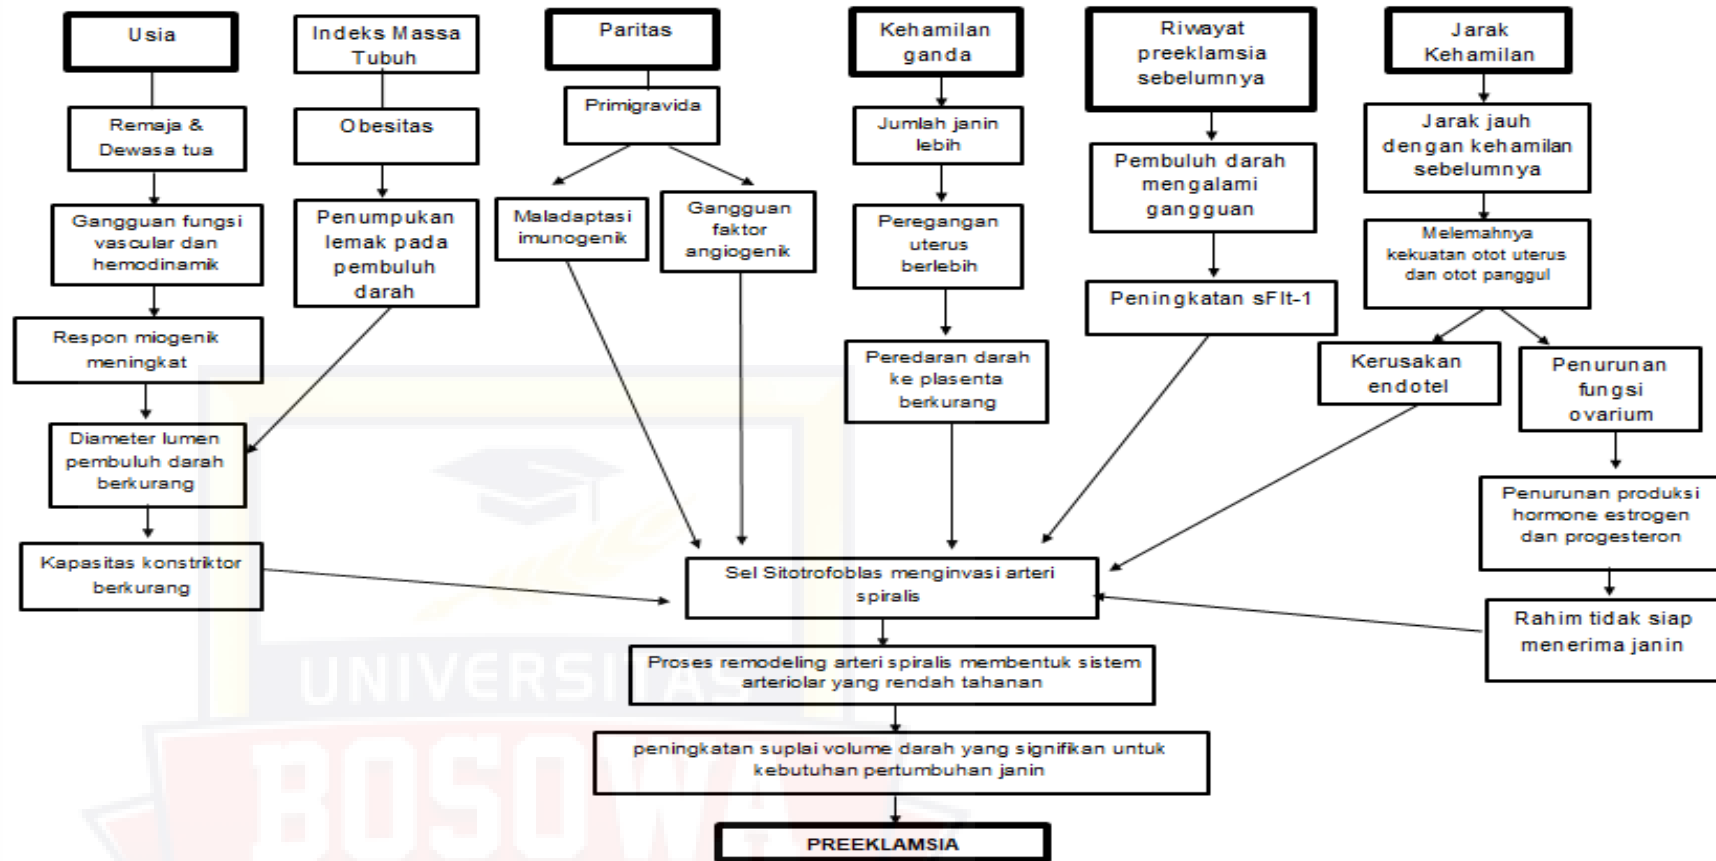 Usia
Indeks Massa
Tubuh
Paritas
Kehamilan
ganda
Riwayat
preeklamsia
sebelumnya
Jarak
Kehamilan
Remaja &
Dewasa tua
Obesitas
Primigravida
Jumlah janin
lebih
Pembuluh darah
mengalami
gangguan
Jarak jauh
dengan kehamilan
sebelumnya
Gangguan fungsi
vascular dan
hemodinamik
Penumpukan
lemak pada
pembuluh
darah
Maladaptasi
imunogenik
Gangguan
faktor
angiogenik
Peregangan
uterus
berlebih
Peningkatan sFlt-1
Melemahnya
kekuatan otot uterus
dan otot panggul
Respon miogenik
meningkat
Peredaran darah
ke plasenta
berkurang
Kerusakan
endotel
Penurunan
fungsi
ovarium
Diameter lumen
pembuluh darah
berkurang
Penurunan produksi
hormone estrogen
dan progesteron
Kapasitas konstriktor
berkurang
Sel Sitotrofoblas menginvasi arteri
spiralis
Rahim tidak siap
menerima janin
Proses remodeling arteri spiralis membentuk sistem
arteriolar yang rendah tahanan
peningkatan suplai volume darah yang signifikan untuk
kebutuhan pertumbuhan janin
PREEKLAMSIA
UNIVERSITAS
BOSOWA